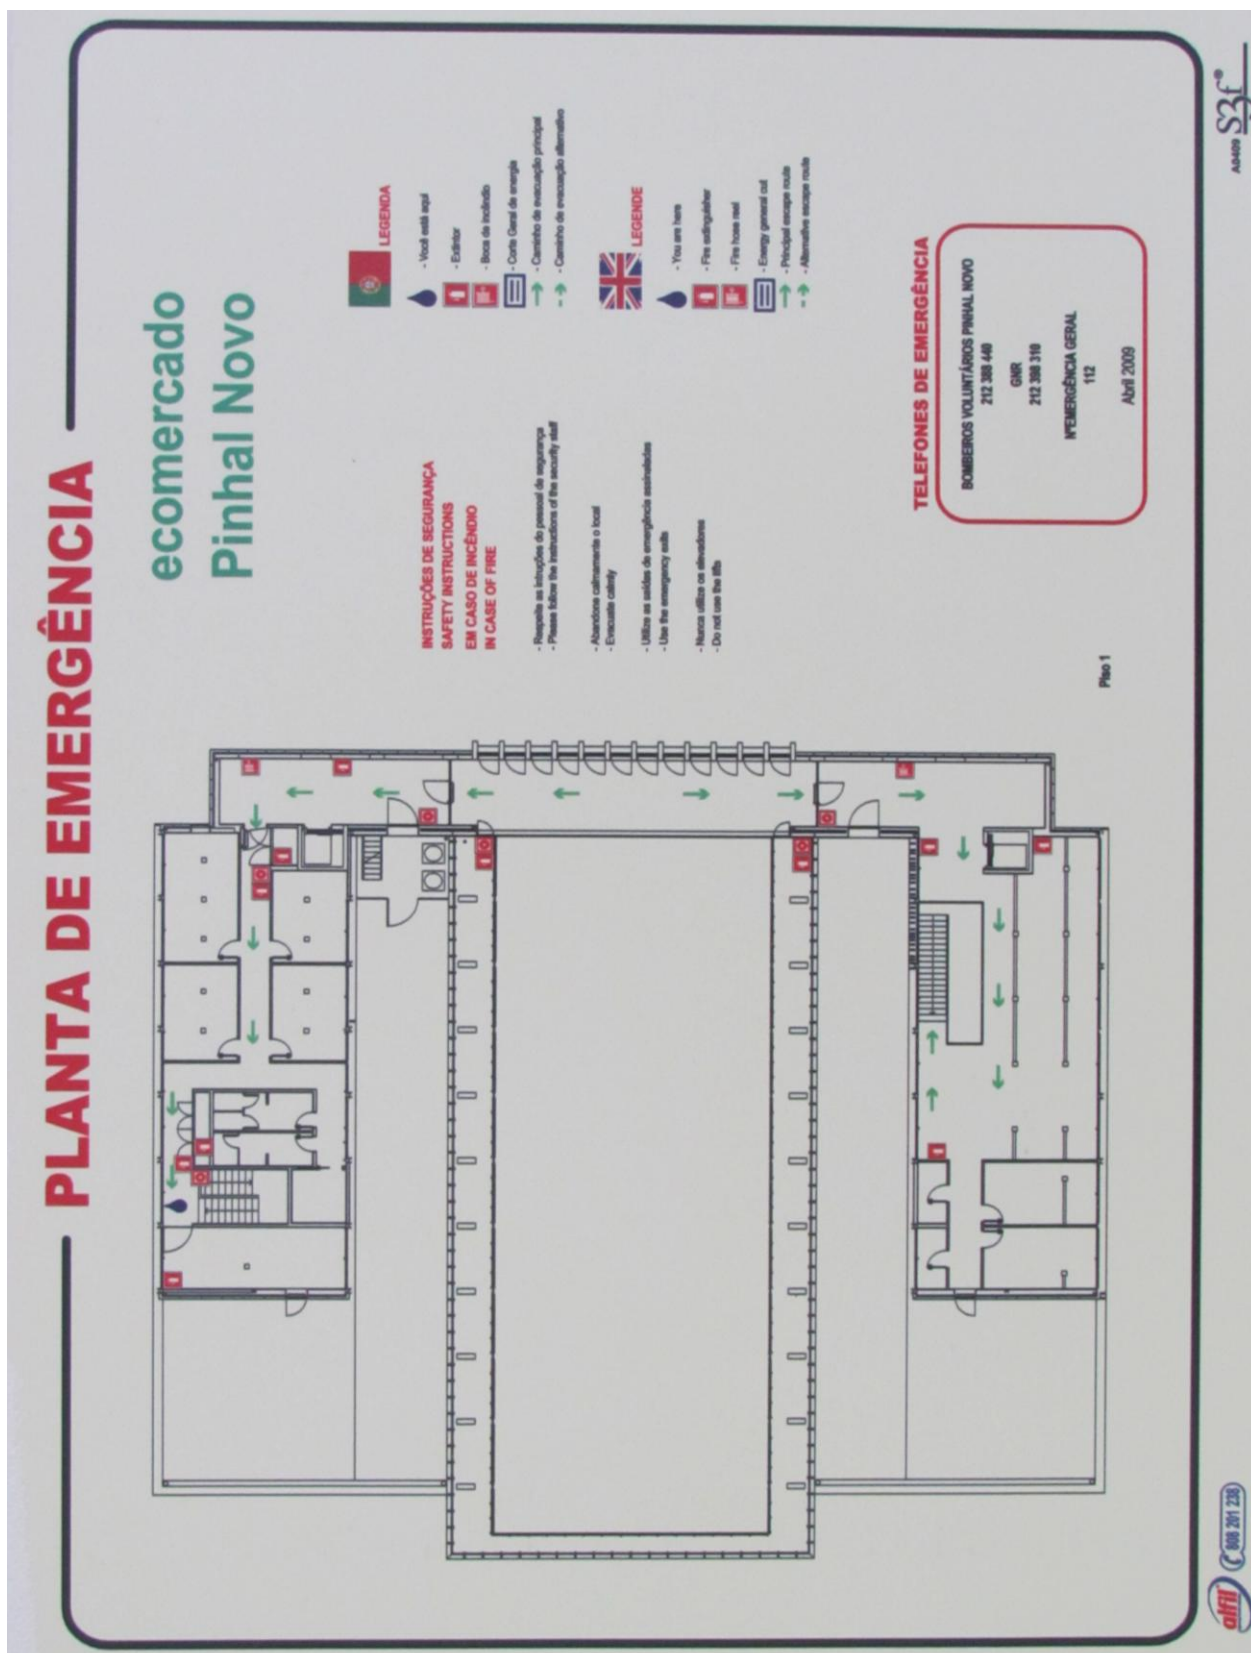 PLANTA DE EMERGÊNCIA
ecomercado
Pinhal Novo
INSTRUÇÕES DE SEGURANÇA
SAFETY INSTRUCTIONS
EM CASO DE INCÊNDIO
IN CASE OF FIRE
- Respeite as intruções do pessoal de segurança
- Please follow the instructions of the security staff
- Abandone calmamente o local
- Evacuate calmly
- Utilize as saídas de emergência assinaladas
- Use the emergency exits
- Nunca utilize os elevadores
- Do not use the lifts
LEGENDA
- Você está aqui
- Extintor
- Boca de incêndio
- Corte Geral de energia
- Caminho de evacuação principal
- Caminho de evacuação alternativo
LEGENDE
- You are here
- Fire extinguisher
- Fire hose reel
- Energy general cut
- Principal escape route
- Alternative escape route
TELEFONES DE EMERGÊNCIA
BOMBEIROS VOLUNTÁRIOS PINHAL NOVO
212 388 440
GNR
212 398 310
NºEMERGÊNCIA GERAL
112
Abril 2009
Piso 1
alfil 808 201 238
A0409 S3f®